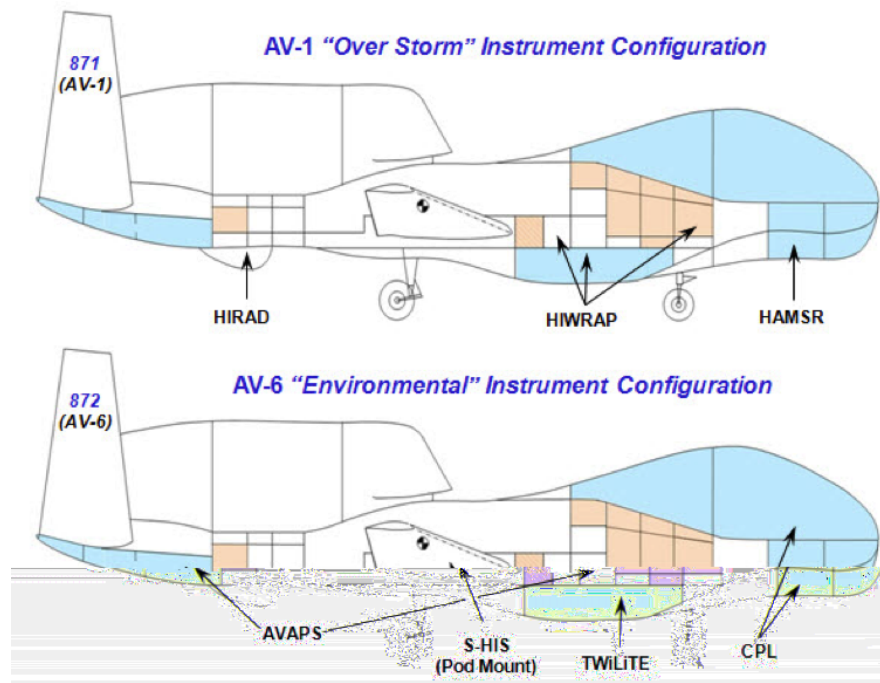 AV-1 “Over Storm” Instrument Configuration
871
(AV-1)
HIRAD
HIWRAP
HAMSR
AV-6 “Environmental” Instrument Configuration
872
(AV-6)
AVAPS
S-HIS
(Pod Mount)
TWiLiTE
CPL